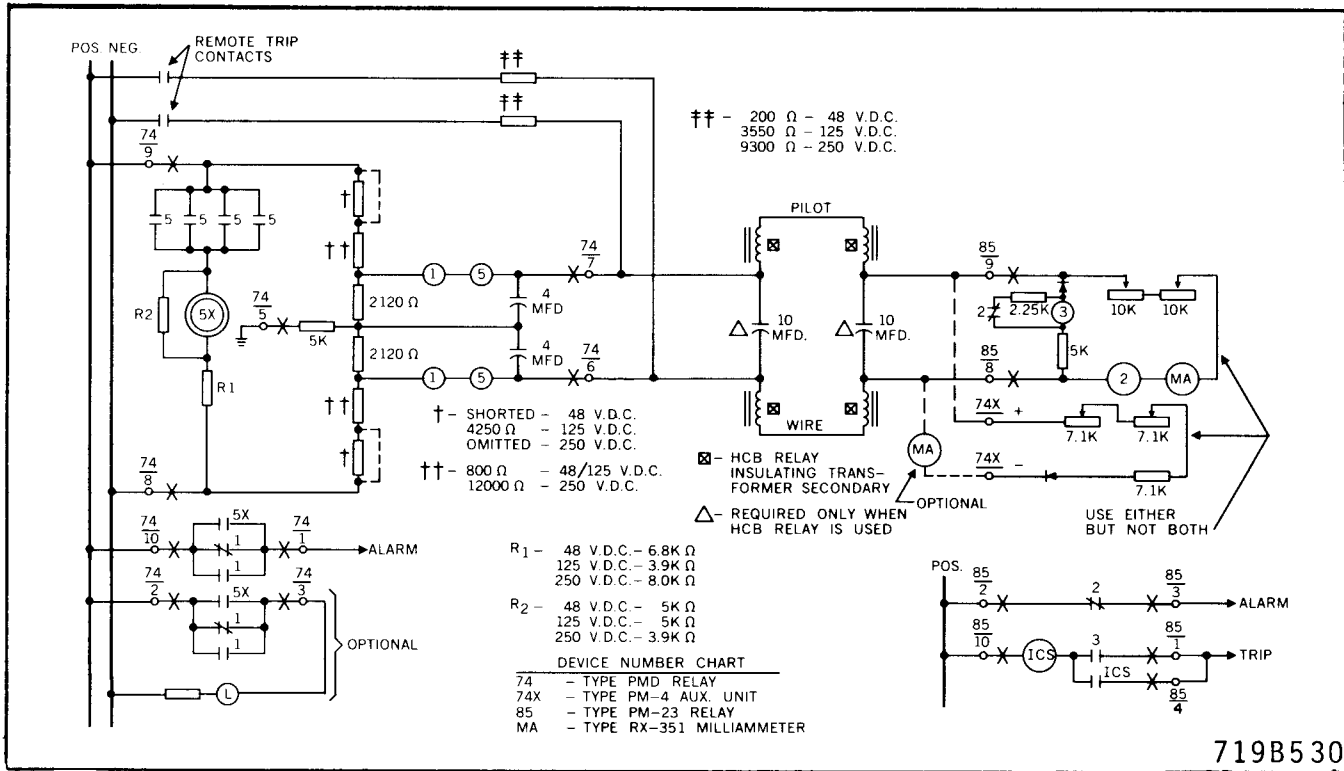 POS. NEG.
REMOTE TRIP
CONTACTS
‡‡
‡‡
‡‡ - 200 Ω - 48 V.D.C.
3550 Ω - 125 V.D.C.
9300 Ω - 250 V.D.C.
74
9
5 5 5 5
†
††
R2
5X
R1
74
5
5K
2120 Ω
2120 Ω
1 5
1 5
4
MFD
4
MFD
74
7
74
6
††
†
74
8
† - SHORTED - 48 V.D.C.
4250 Ω - 125 V.D.C.
OMITTED - 250 V.D.C.
†† - 800 Ω - 48/125 V.D.C.
12000 Ω - 250 V.D.C.
PILOT
10
MFD.
10
MFD.
WIRE
HCB RELAY
INSULATING TRANS-
FORMER SECONDARY
△ - REQUIRED ONLY WHEN
HCB RELAY IS USED
85
9
2
2.25K
3
5K
10K 10K
85
8
2 MA
74X +
7.1K 7.1K
MA
74X -
7.1K
OPTIONAL
USE EITHER
BUT NOT BOTH
74
10
5X
1
1
74
1
ALARM
74
2
5X
1
1
74
3
OPTIONAL
L
R1 - 48 V.D.C. - 6.8K Ω
125 V.D.C. - 3.9K Ω
250 V.D.C. - 8.0K Ω
R2 - 48 V.D.C. - 5K Ω
125 V.D.C. - 5K Ω
250 V.D.C. - 3.9K Ω
DEVICE NUMBER CHART
74 - TYPE PMD RELAY
74X - TYPE PM-4 AUX. UNIT
85 - TYPE PM-23 RELAY
MA - TYPE RX-351 MILLIAMMETER
POS.
85
2
2
85
3
ALARM
85
10
ICS
3
85
1
TRIP
ICS
85
4
719B530